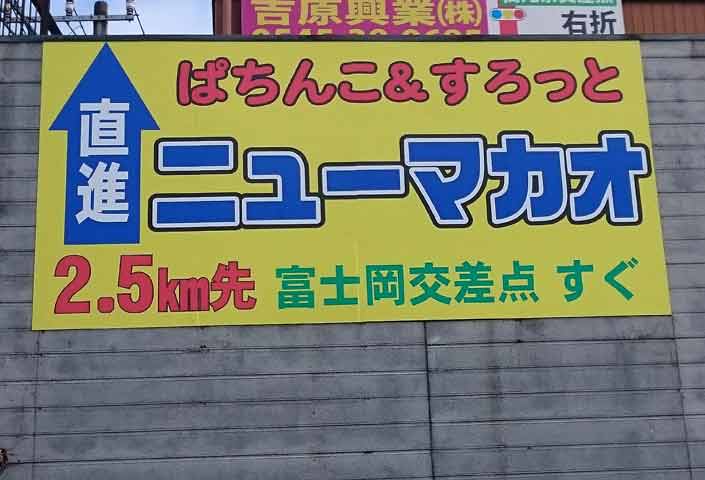 吉原興業(株)
右折
直進
ぱちんこ&すろっと
ニューマカオ
2.5km先 富士岡交差点 すぐ